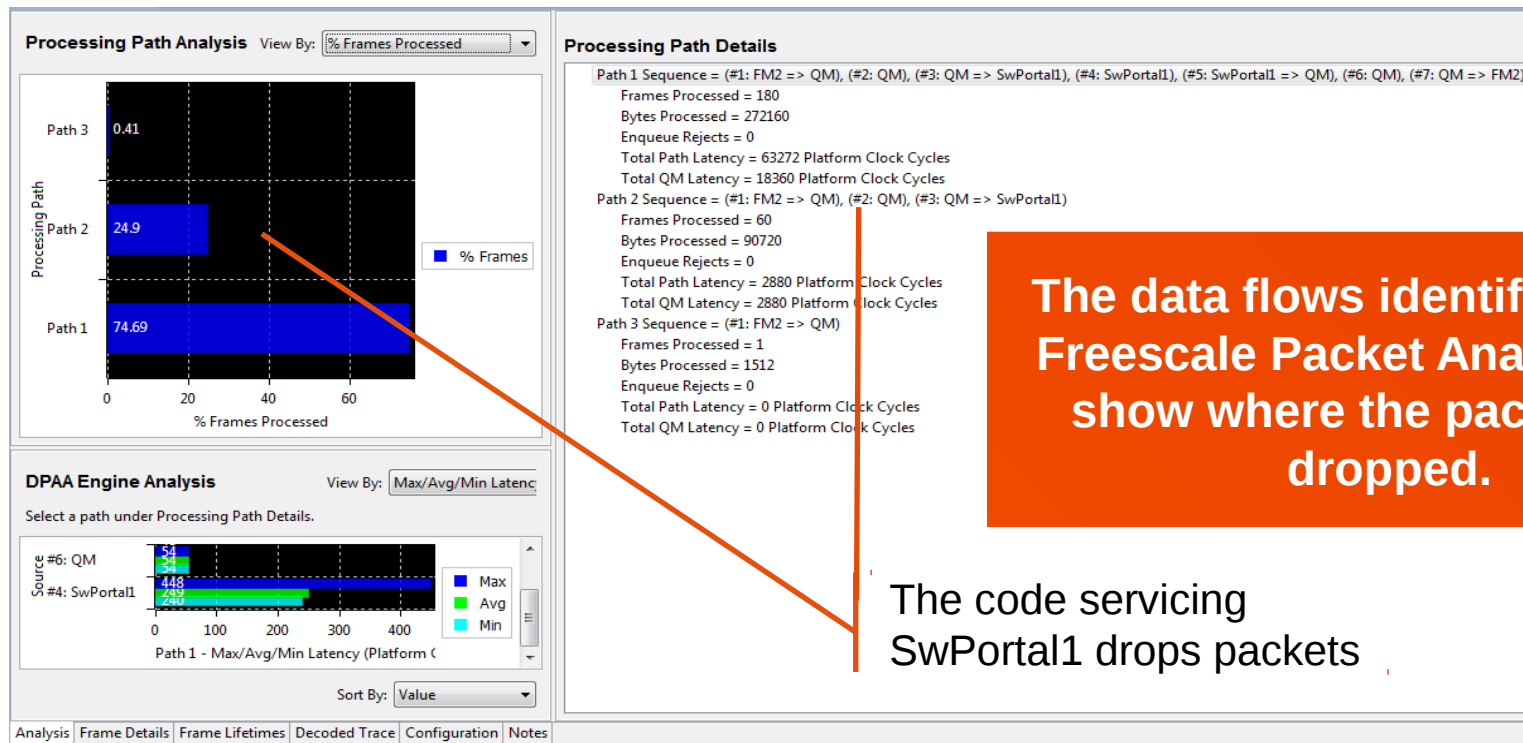 Processing Path Analysis View By: % Frames Processed
Path 3 0.41
Path 2 24.9
Path 1 74.69
Processing Path
0 20 40 60
% Frames Processed
% Frames
DPAA Engine Analysis View By: Max/Avg/Min Latenc
Select a path under Processing Path Details.
Source
#6: QM 54 54 54
#4: SwPortal1 448 249 240
0 100 200 300 400
Path 1 - Max/Avg/Min Latency (Platform (
Max
Avg
Min
Sort By: Value
Analysis Frame Details Frame Lifetimes Decoded Trace Configuration Notes
Processing Path Details
Path 1 Sequence = (#1: FM2 => QM), (#2: QM), (#3: QM => SwPortal1), (#4: SwPortal1), (#5: SwPortal1 => QM), (#6: QM), (#7: QM => FM2)
Frames Processed = 180
Bytes Processed = 272160
Enqueue Rejects = 0
Total Path Latency = 63272 Platform Clock Cycles
Total QM Latency = 18360 Platform Clock Cycles
Path 2 Sequence = (#1: FM2 => QM), (#2: QM), (#3: QM => SwPortal1)
Frames Processed = 60
Bytes Processed = 90720
Enqueue Rejects = 0
Total Path Latency = 2880 Platform Clock Cycles
Total QM Latency = 2880 Platform Clock Cycles
Path 3 Sequence = (#1: FM2 => QM)
Frames Processed = 1
Bytes Processed = 1512
Enqueue Rejects = 0
Total Path Latency = 0 Platform Clock Cycles
Total QM Latency = 0 Platform Clock Cycles
The data flows identif
Freescale Packet Ana
show where the pac
dropped.
The code servicing
SwPortal1 drops packets